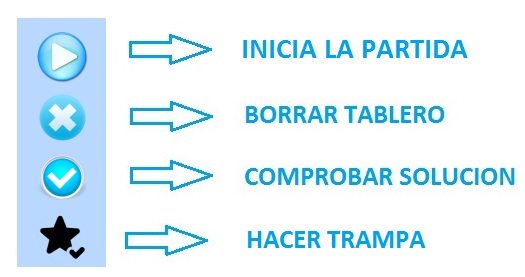 INICIA LA PARTIDA
BORRAR TABLERO
COMPROBAR SOLUCION
HACER TRAMPA